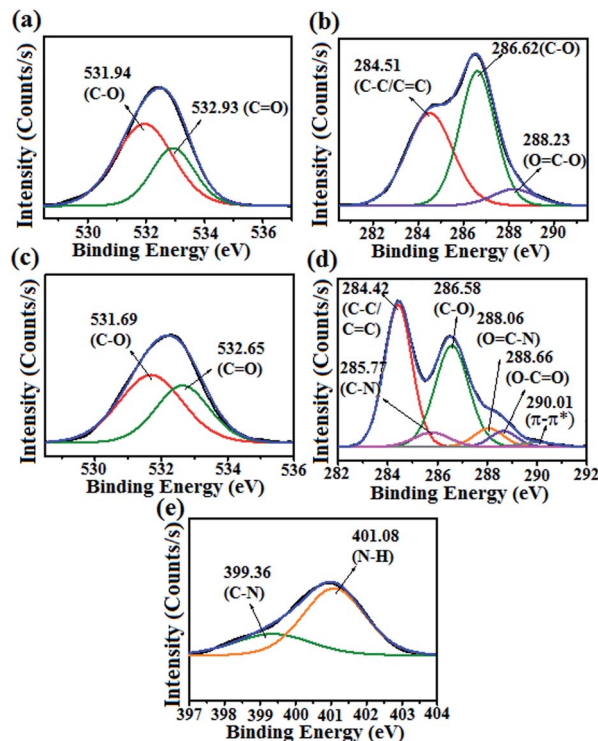 (a)
531.94
(C-O)
532.93 (C=O)
Intensity (Counts/s)
530 532 534 536
Binding Energy (eV)
(b)
284.51
(C-C/C=C)
286.62(C-O)
288.23
(O=C-O)
Intensity (Counts/s)
282 284 286 288 290
Binding Energy (eV)
(c)
531.69
(C-O)
532.65
(C=O)
Intensity (Counts/s)
530 532 534 536
Binding Energy (eV)
(d)
284.42
(C-C/
C=C)
285.77
(C-N)
286.58
(C-O)
288.06
(O=C-N)
288.66
(O-C=O)
290.01
(π-π*)
Intensity (Counts/s)
282 284 286 288 290 292
Binding Energy (eV)
(e)
399.36
(C-N)
401.08
(N-H)
Intensity (Counts/s)
397 398 399 400 401 402 403 404
Binding Energy (eV)